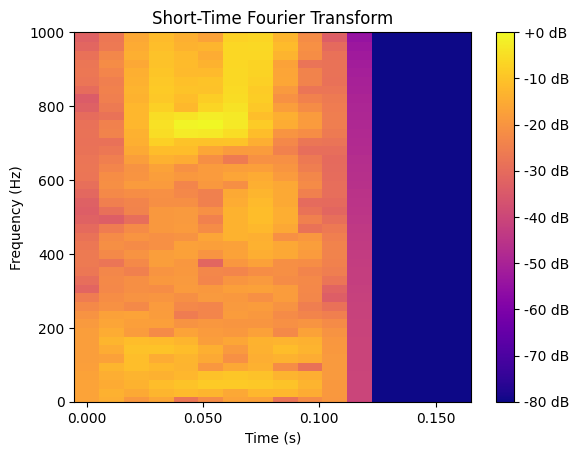 Short-Time Fourier Transform
1000
800
600
400
200
0
Frequency (Hz)
0.000
0.050
0.100
0.150
Time (s)
+0 dB
-10 dB
-20 dB
-30 dB
-40 dB
-50 dB
-60 dB
-70 dB
-80 dB